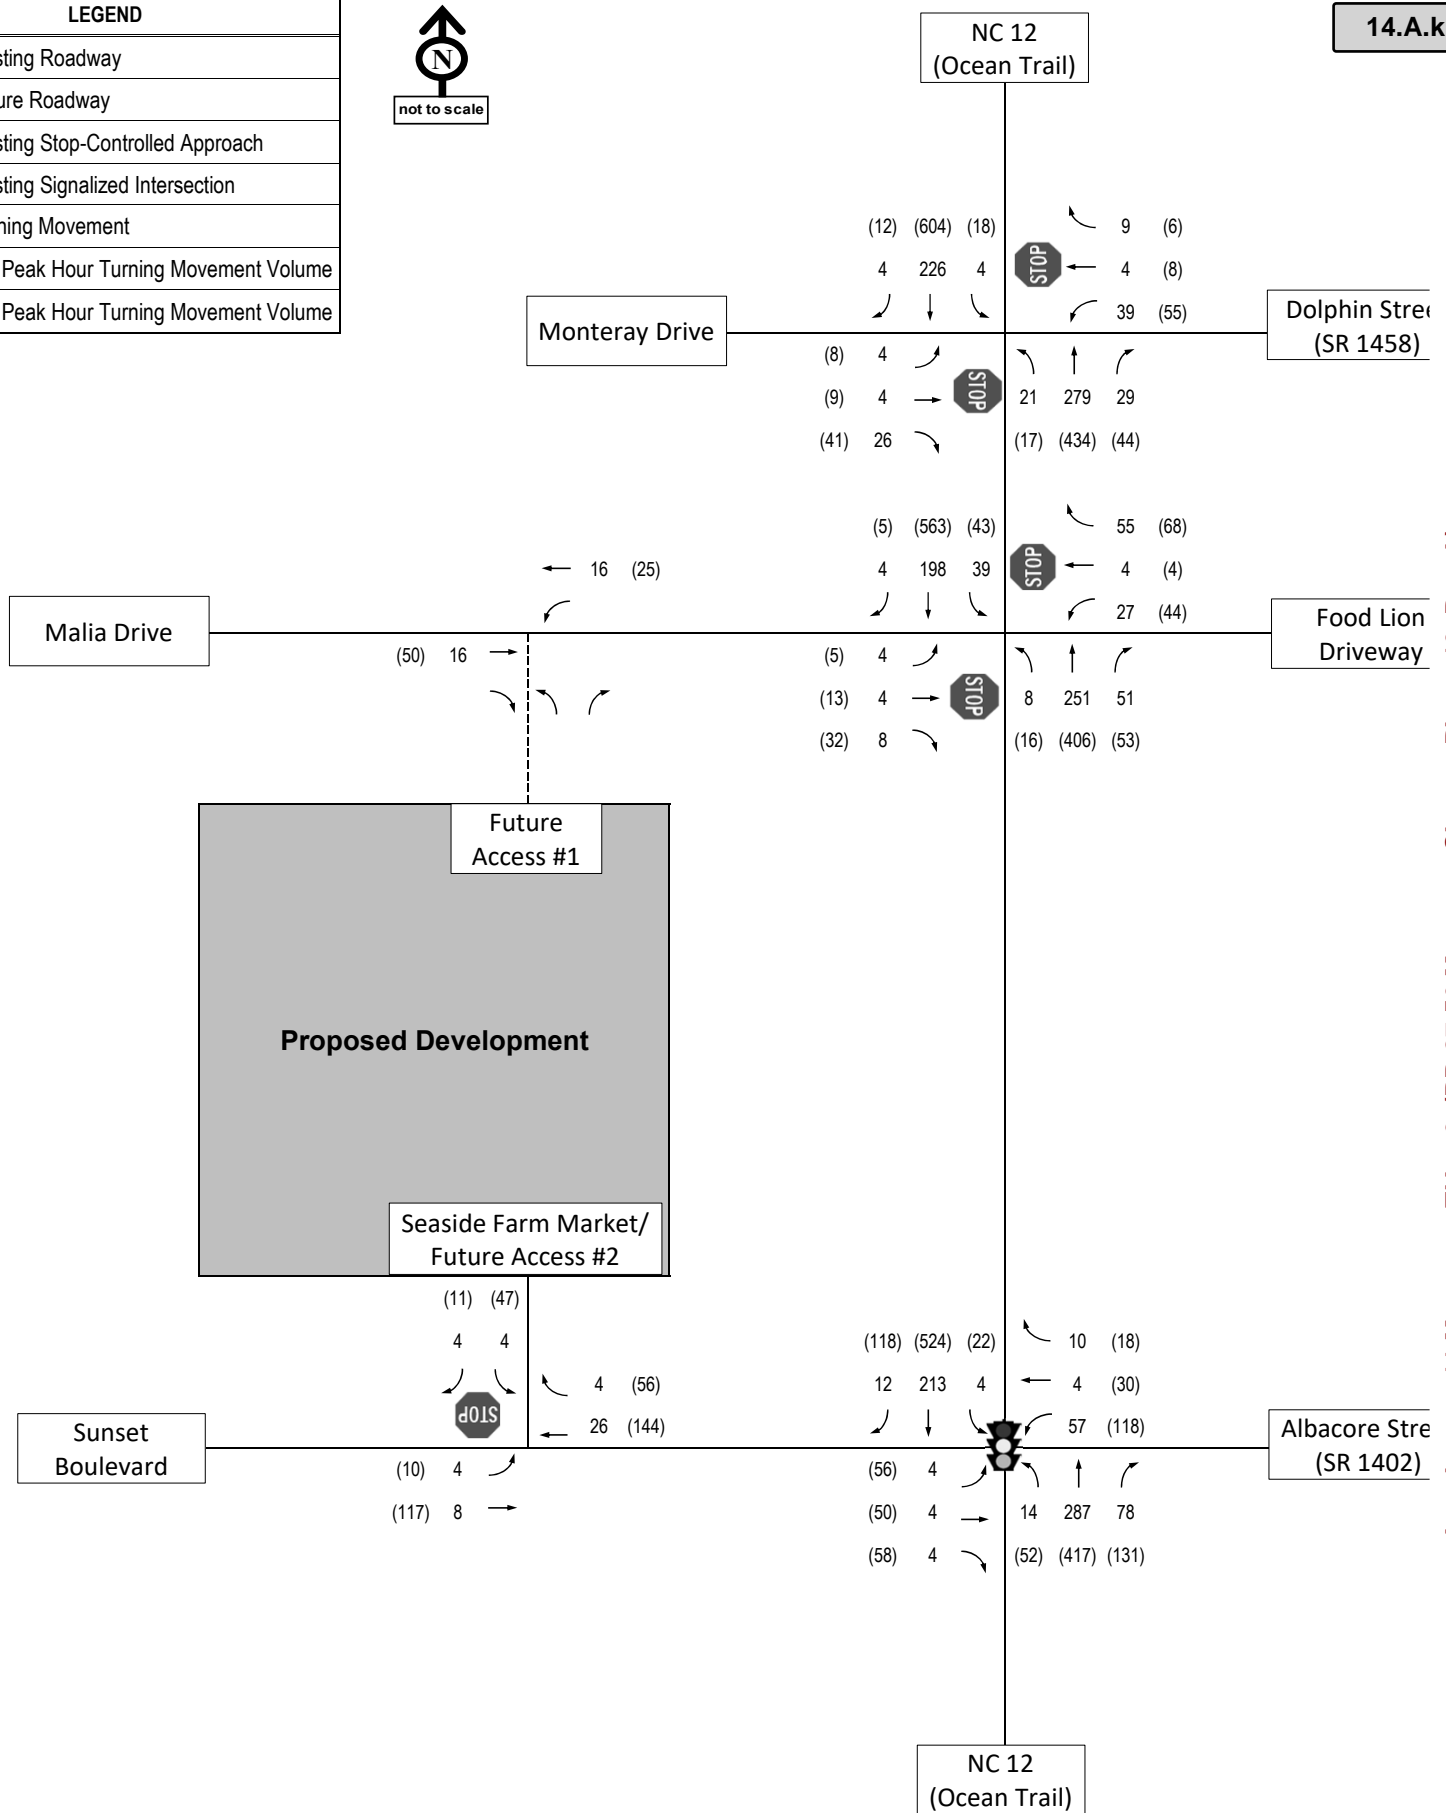 LEGEND
Roadway
Roadway
Stop-Controlled Approach
Signalized Intersection
Movement
Peak Hour Turning Movement Volume
Peak Hour Turning Movement Volume
N
not to scale
NC 12
(Ocean Trail)
14.A.k
(12) (604) (18)
4 226 4
STOP
9 (6)
4 (8)
39 (55)
Monteray Drive
Dolphin
(SR 1458)
(8) 4
(9) 4
(41) 26
STOP
21 279 29
(17) (434) (44)
(5) (563) (43)
4 198 39
STOP
55 (68)
4 (4)
27 (44)
16 (25)
Malia Drive
Food Lion
Driveway
(50) 16
(5) 4
(13) 4
(32) 8
STOP
8 251 51
(16) (406) (53)
Future
Access #1
Proposed Development
Seaside Farm Market/
Future Access #2
(11) (47)
4 4
STOP
4 (56)
26 (144)
(118) (524) (22)
12 213 4
10 (18)
4 (30)
57 (118)
Sunset
Boulevard
Albacore
(SR 1402)
(10) 4
(117) 8
(56) 4
(50) 4
(58) 4
14 287 78
(52) (417) (131)
NC 12
(Ocean Trail)